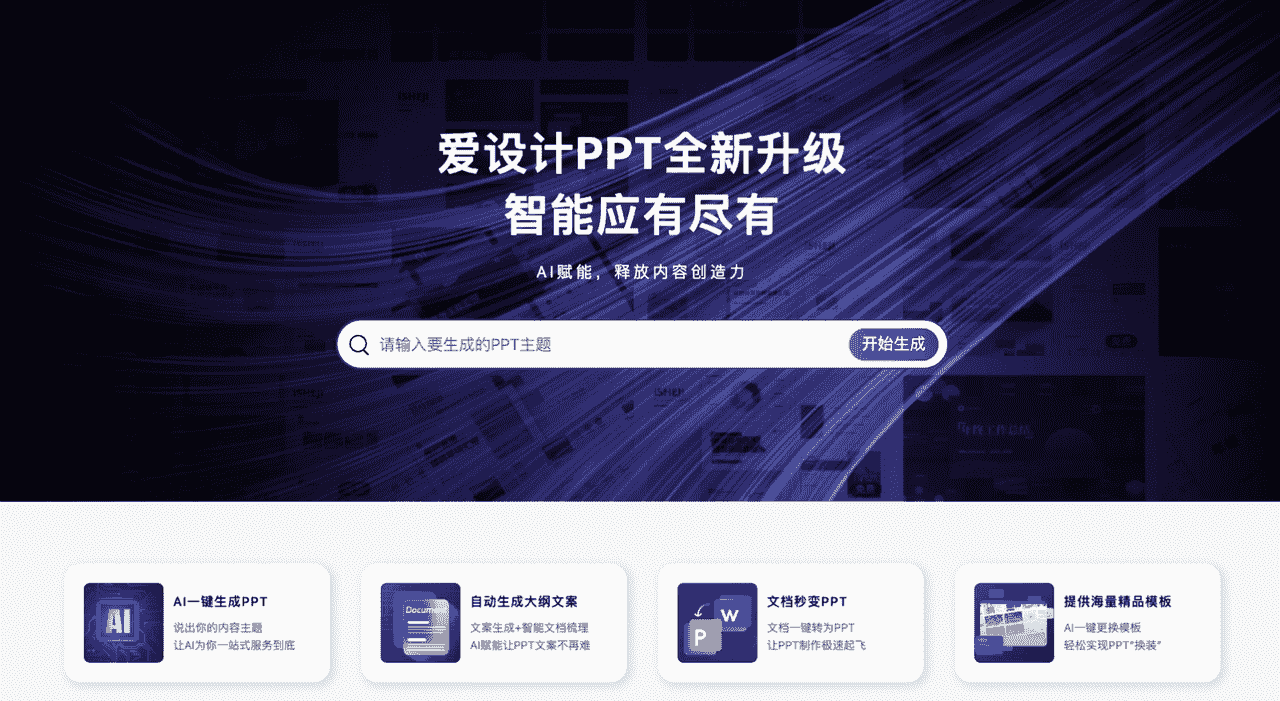 爱设计PPT全新升级
智能应有尽有
AI赋能，释放内容创造力
请输入要生成的PPT主题
开始生成
AI
AI一键生成PPT
说出你的内容主题
让AI为你一站式服务到底
Document
自动生成大纲文案
文案生成+智能文档梳理
AI赋能让PPT文案不再难
W
P
文档秒变PPT
文档一键转为PPT
让PPT制作极速起飞
提供海量精品模板
AI一键更换模板
轻松实现PPT"换装"